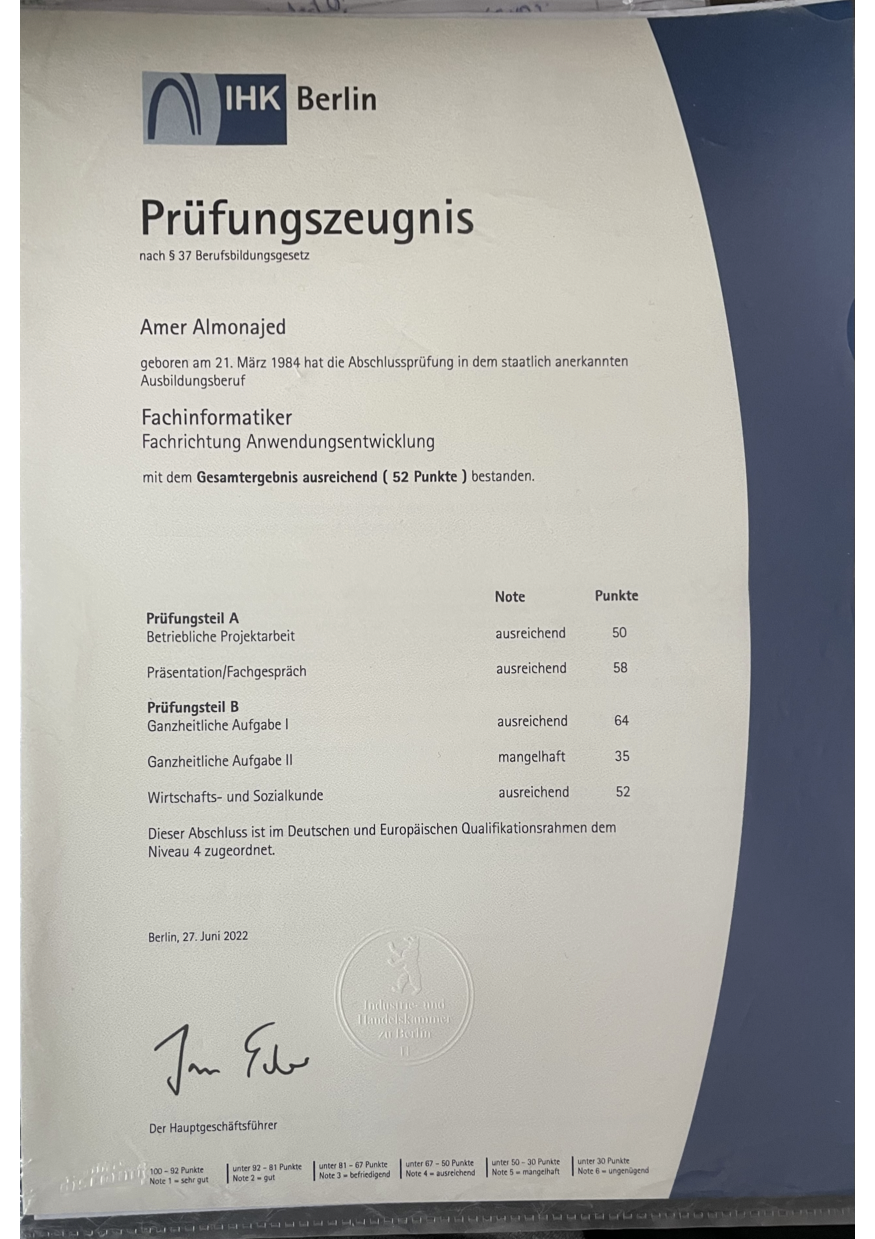 IHK Berlin
Prüfungszeugnis
nach § 37 Berufsbildungsgesetz
Amer Almonajed
geboren am 21. März 1984 hat die Abschlussprüfung in dem staatlich anerkannten
Ausbildungsberuf
Fachinformatiker
Fachrichtung Anwendungsentwicklung
mit dem Gesamtergebnis ausreichend ( 52 Punkte ) bestanden.
Note Punkte
Prüfungsteil A
Betriebliche Projektarbeit ausreichend 50
Präsentation/Fachgespräch ausreichend 58
Prüfungsteil B
Ganzheitliche Aufgabe I ausreichend 64
Ganzheitliche Aufgabe II mangelhaft 35
Wirtschafts- und Sozialkunde ausreichend 52
Dieser Abschluss ist im Deutschen und Europäischen Qualifikationsrahmen dem
Niveau 4 zugeordnet.
Berlin, 27. Juni 2022
Industrie- und
Handelskammer
zu Berlin
Der Hauptgeschäftsführer
100 – 92 Punkte unter 92 – 81 Punkte unter 81 – 67 Punkte unter 67 – 50 Punkte unter 50 – 30 Punkte unter 30 Punkte
Note 1 = sehr gut Note 2 = gut Note 3 = befriedigend Note 4 = ausreichend Note 5 = mangelhaft Note 6 = ungenügend